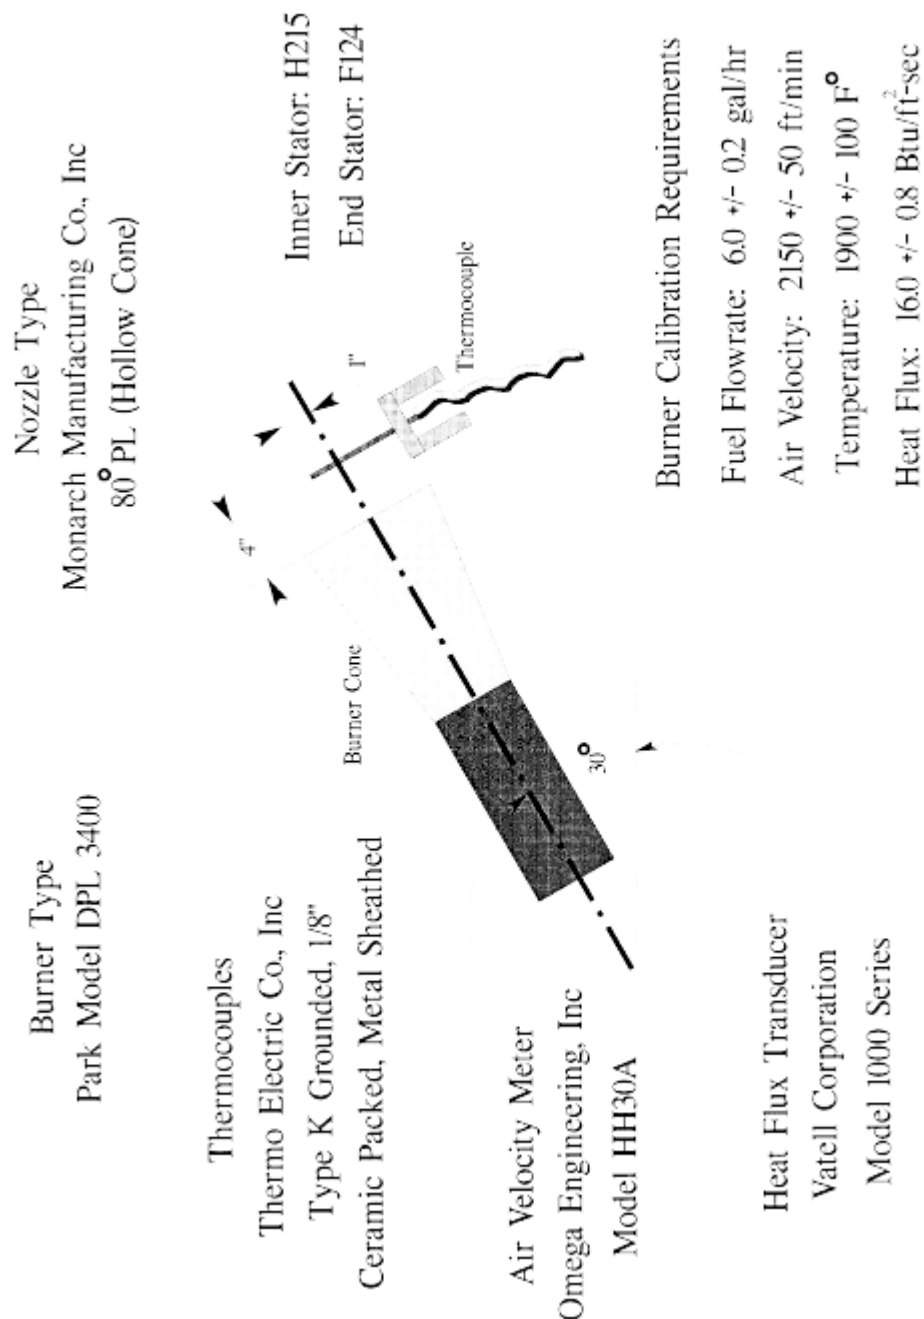 Burner Type
Park Model DPL 3400
Nozzle Type
Monarch Manufacturing Co., Inc
80° PL (Hollow Cone)
Thermocouples
Thermo Electric Co., Inc
Type K Grounded, 1/8"
Ceramic Packed, Metal Sheathed
Inner Stator: H215
End Stator: F124
4"
1"
Burner Cone
Thermocouple
30°
Air Velocity Meter
Omega Engineering, Inc
Model HH30A
Burner Calibration Requirements
Fuel Flowrate: 6.0 +/- 0.2 gal/hr
Air Velocity: 2150 +/- 50 ft/min
Temperature: 1900 +/- 100 F°
Heat Flux: 16.0 +/- 0.8 Btu/ft²-sec
Heat Flux Transducer
Vatell Corporation
Model 1000 Series